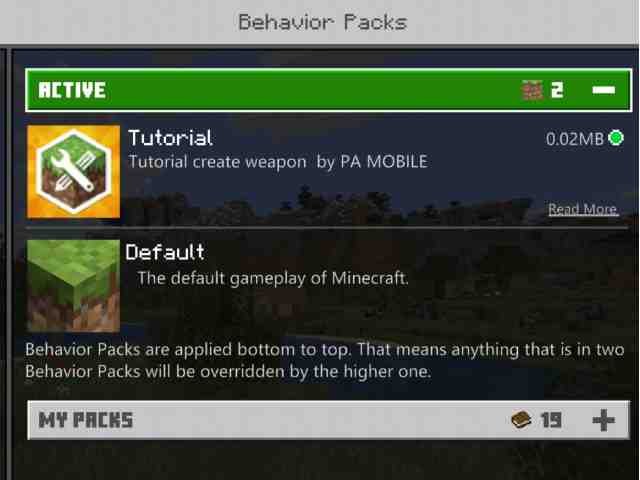 Behavior Packs
ACTIVE 2
Tutorial 0.02MB
Tutorial create weapon by PA MOBILE
Read More
Default
The default gameplay of Minecraft.
Behavior Packs are applied bottom to top. That means anything that is in two
Behavior Packs will be overridden by the higher one.
MY PACKS 19